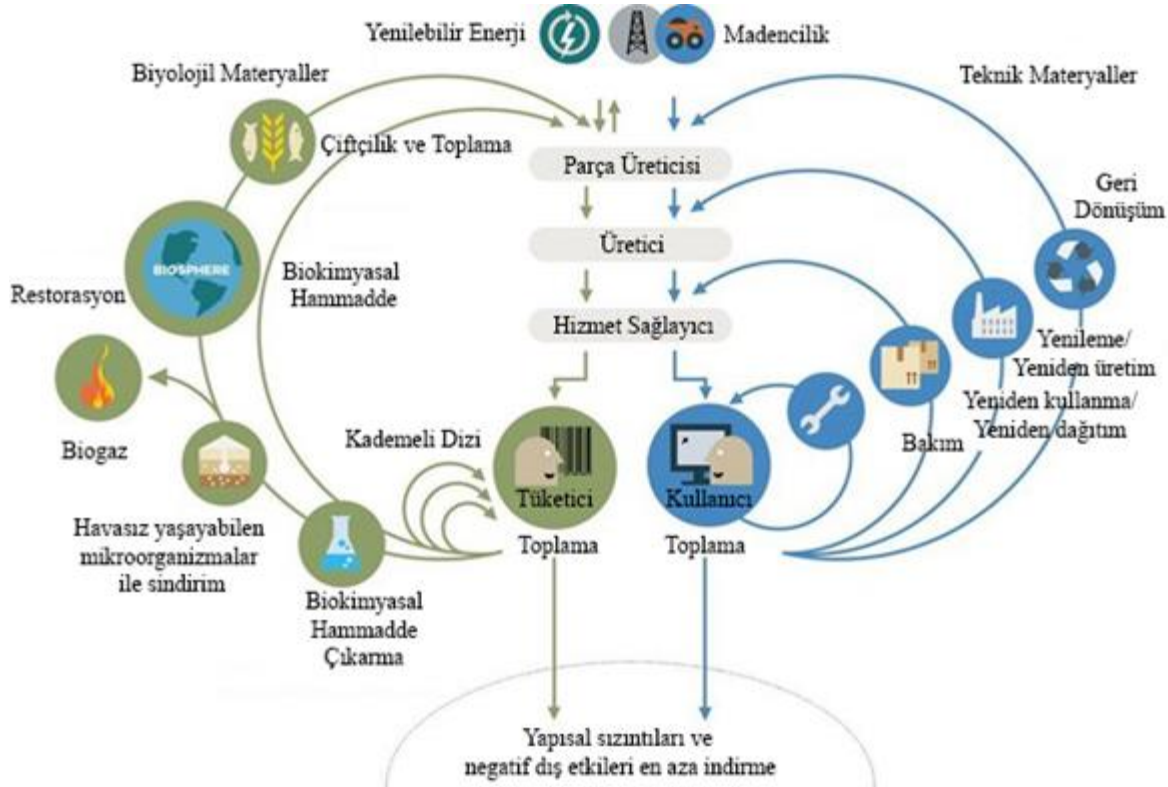 Yenilebilir Enerji
Madencilik
Biyolojil Materyaller
Teknik Materyaller
Çiftçilik ve Toplama
Parça Üreticisi
Geri
Dönüşüm
Üretici
BIOSPHERE
Biokimyasal
Hammadde
Restorasyon
Hizmet Sağlayıcı
Yenileme/
Yeniden üretim
Yeniden kullanma/
Yeniden dağıtım
Bakım
Kademeli Dizi
Biogaz
Tüketici
Kullanıcı
Havasız yaşayabilen
mikroorganizmalar
ile sindirim
Toplama
Toplama
Biokimyasal
Hammadde
Çıkarma
Yapısal sızıntıları ve
negatif dış etkileri en aza indirme